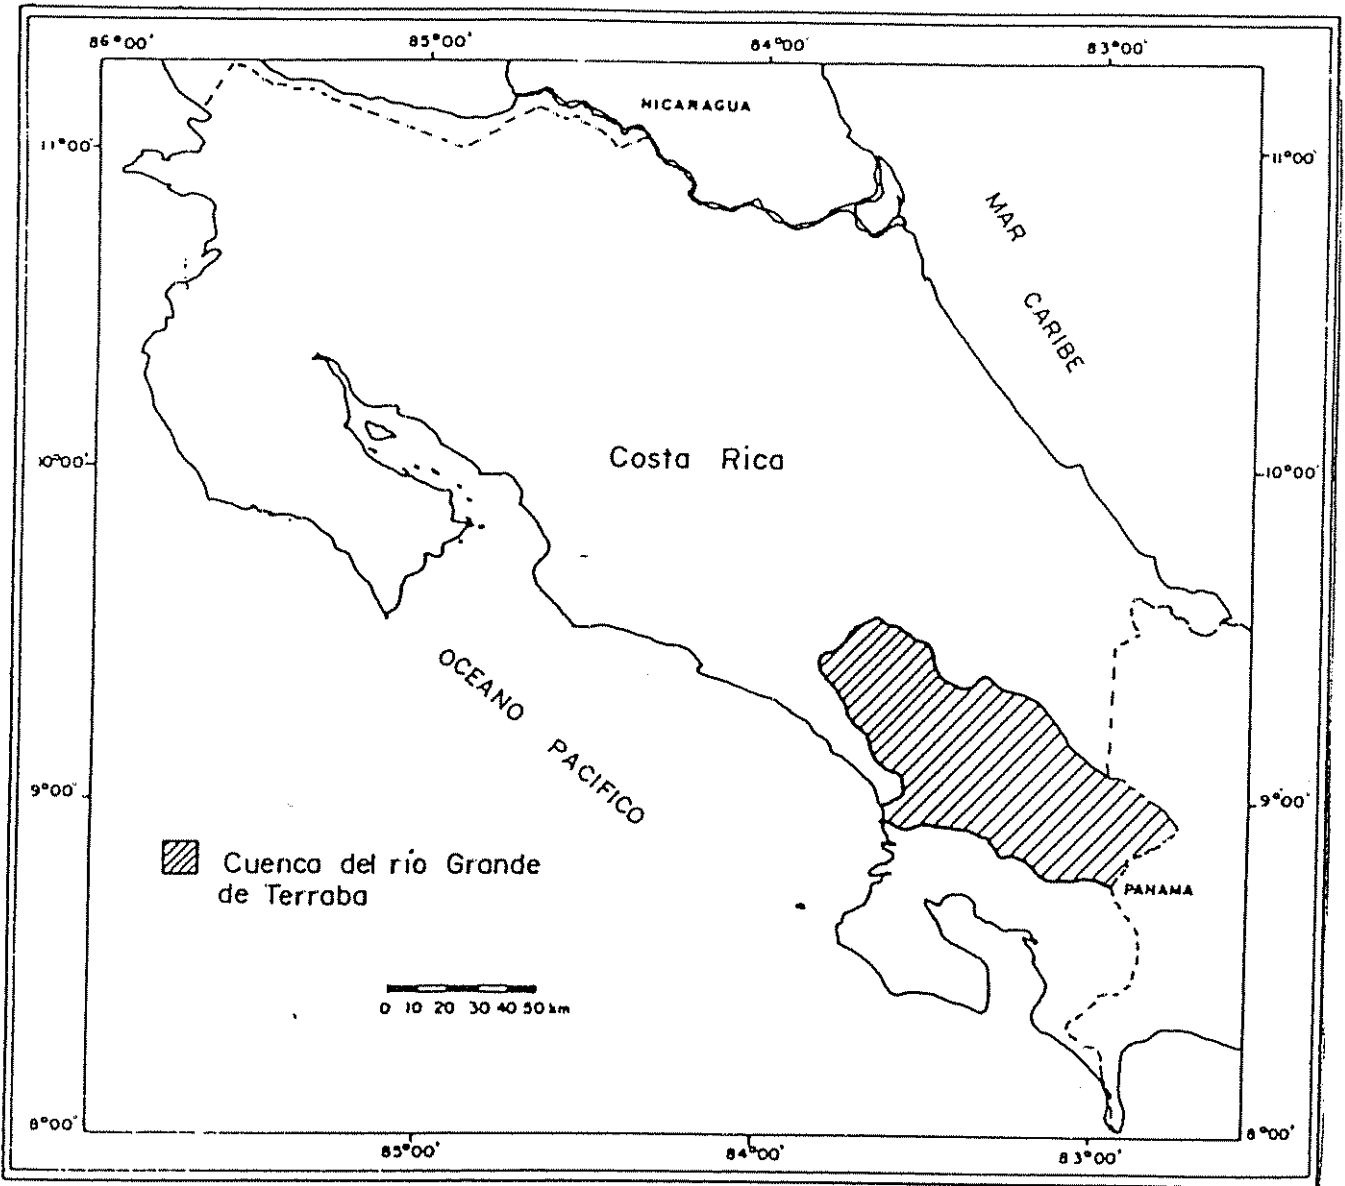 86°00' 85°00' 84°00' 83°00'
NICARAGUA
11°00' 11°00'
MAR
CARIBE
Costa Rica
10°00' 10°00'
OCEANO
PACIFICO
9°00' 9°00'
Cuenca del río Grande
de Terraba
PANAMA
0 10 20 30 40 50 km
8°00' 8°00'
85°00' 84°00' 83°00'